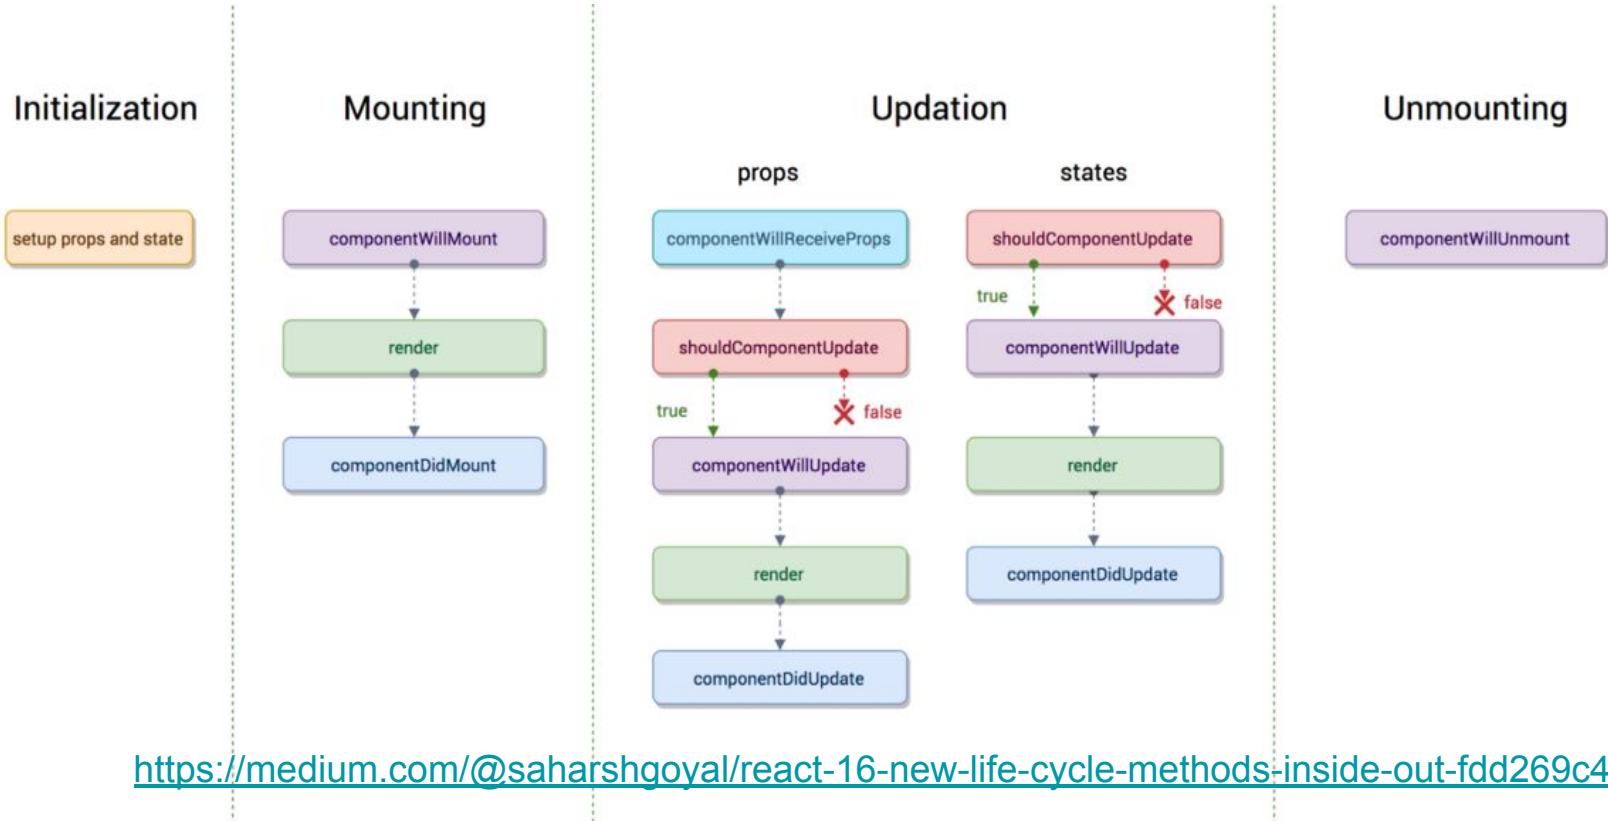 Initialization
Mounting
Updation
Unmounting
props
states
setup props and state
componentWillMount
render
componentDidMount
componentWillReceiveProps
shouldComponentUpdate
true
false
componentWillUpdate
render
componentDidUpdate
shouldComponentUpdate
true
false
componentWillUpdate
render
componentDidUpdate
componentWillUnmount
https://medium.com/@saharshgoyal/react-16-new-life-cycle-methods-inside-out-fdd269c4